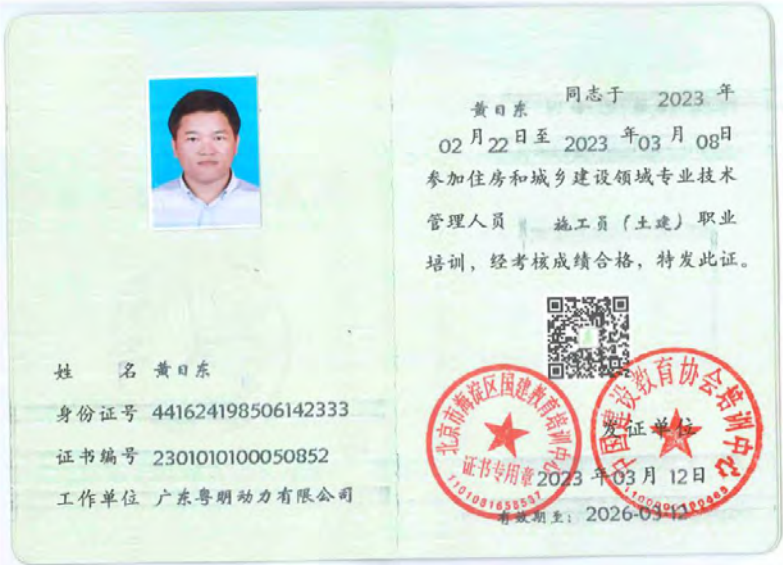 姓 名 黄日东
身份证号 441624198506142333
证书编号 2301010100050852
工作单位 广东粤明动力有限公司
黄日东 同志于 2023 年
02 月 22 日至 2023 年 03 月 08 日
参加住房和城乡建设领域专业技术
管理人员 施工员(土建) 职业
培训,经考核成绩合格,特发此证。
北京市海淀区国建教育培训中心
证书专用章
1101081658537
中国建设教育协会培训中心
发证单位
2023 年 03 月 12 日
有效期至: 2026-03-12